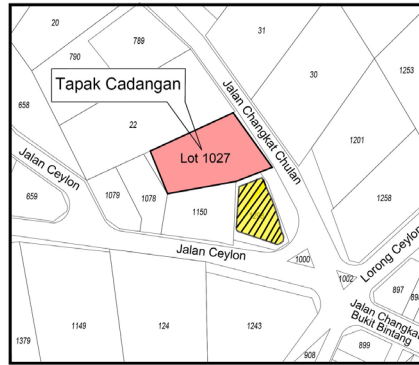 20
789
31
790
30
1253
Jalan Changkat Chulan
Tapak Cadangan
658
22
1201
Lot 1027
Jalan Ceylon
659
1079
1078
1150
1258
Jalan Ceylon
1000
Lorong Ceylon
1002
897
Jalan Changkat
Bukit Bintang
1379
1149
124
1243
908
899